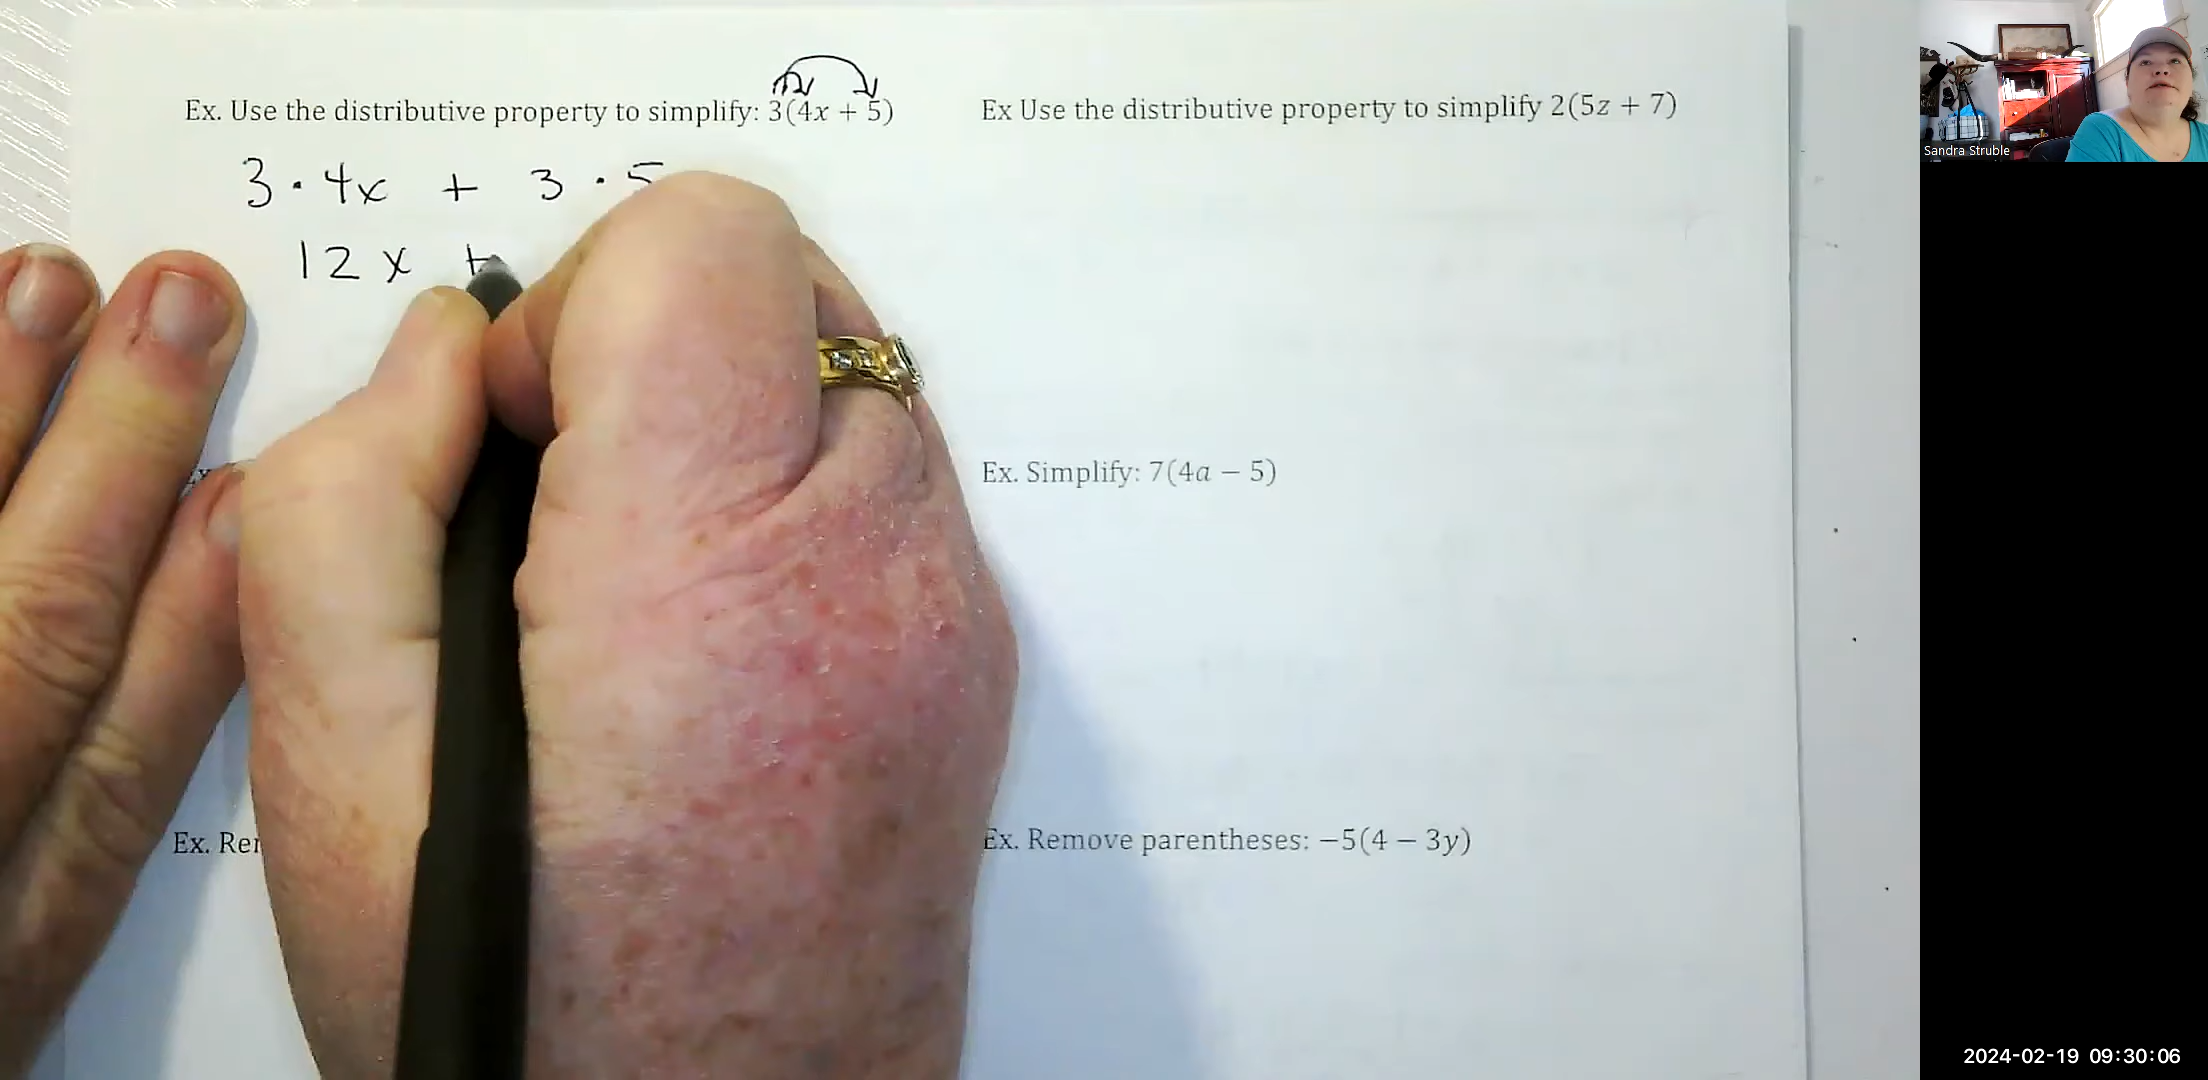 Ex. Use the distributive property to simplify: 3(4x + 5)
3 · 4x + 3 · 5
12x +
Ex Use the distributive property to simplify 2(5z + 7)
Ex. Simplify: 7(4a − 5)
Ex.
Ex. Remove parentheses: −5(4 − 3y)
Sandra Struble
2024-02-19 09:30:06